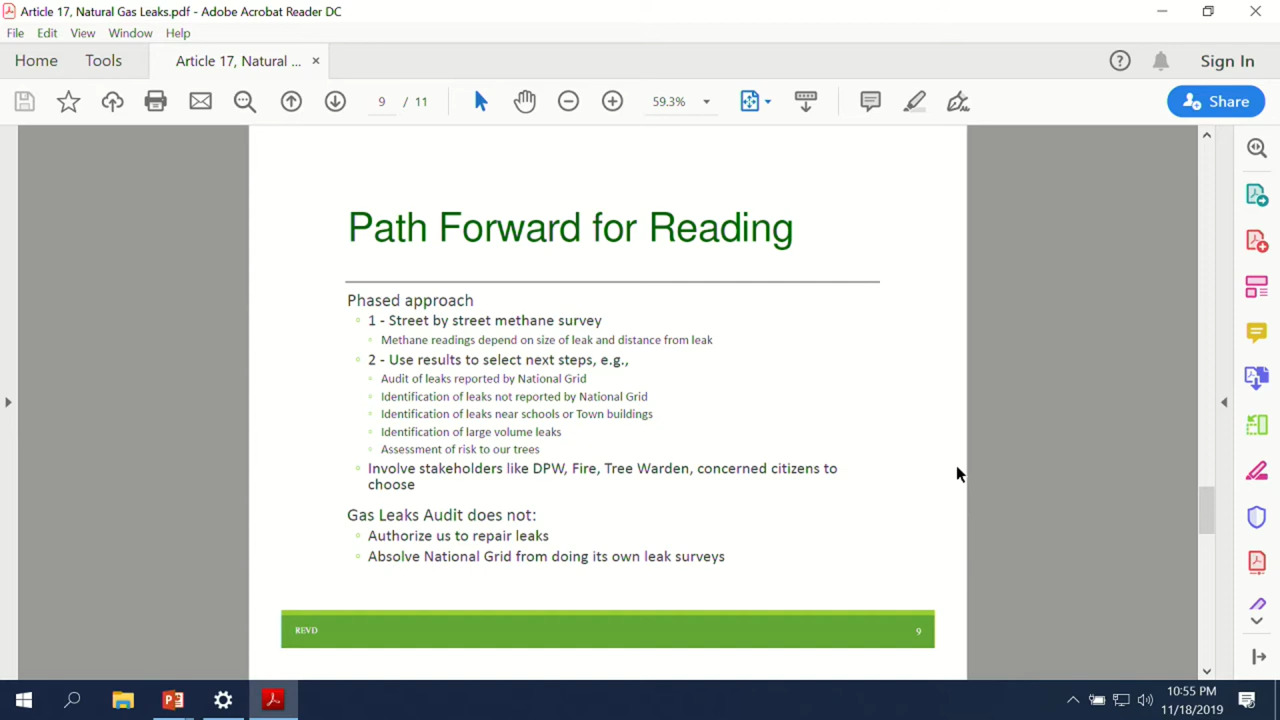 Article 17, Natural Gas Leaks.pdf - Adobe Acrobat Reader DC
File Edit View Window Help
Home Tools Article 17, Natural ... × Sign In
9 / 11 59.3% Share
Path Forward for Reading
Phased approach
1 - Street by street methane survey
Methane readings depend on size of leak and distance from leak
2 - Use results to select next steps, e.g.,
Audit of leaks reported by National Grid
Identification of leaks not reported by National Grid
Identification of leaks near schools or Town buildings
Identification of large volume leaks
Assessment of risk to our trees
Involve stakeholders like DPW, Fire, Tree Warden, concerned citizens to
choose
Gas Leaks Audit does not:
Authorize us to repair leaks
Absolve National Grid from doing its own leak surveys
REVD 9
10:55 PM
11/18/2019